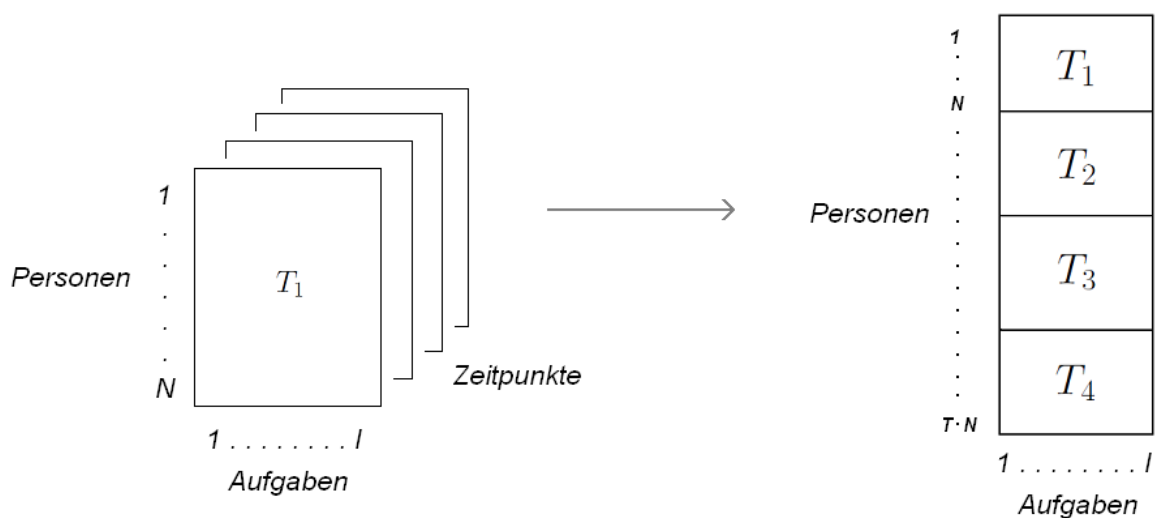 1
.
.
.
.
.
.
N
Personen
T₁
Zeitpunkte
1 . . . . . . . . I
Aufgaben
1
.
.
N
.
.
.
.
.
.
.
.
.
.
.
.
.
.
T · N
Personen
T₁
T₂
T₃
T₄
1 . . . . . . . . I
Aufgaben